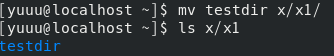 [yuuu@localhost ~]$ mv testdir x/x1/
[yuuu@localhost ~]$ ls x/x1
testdir